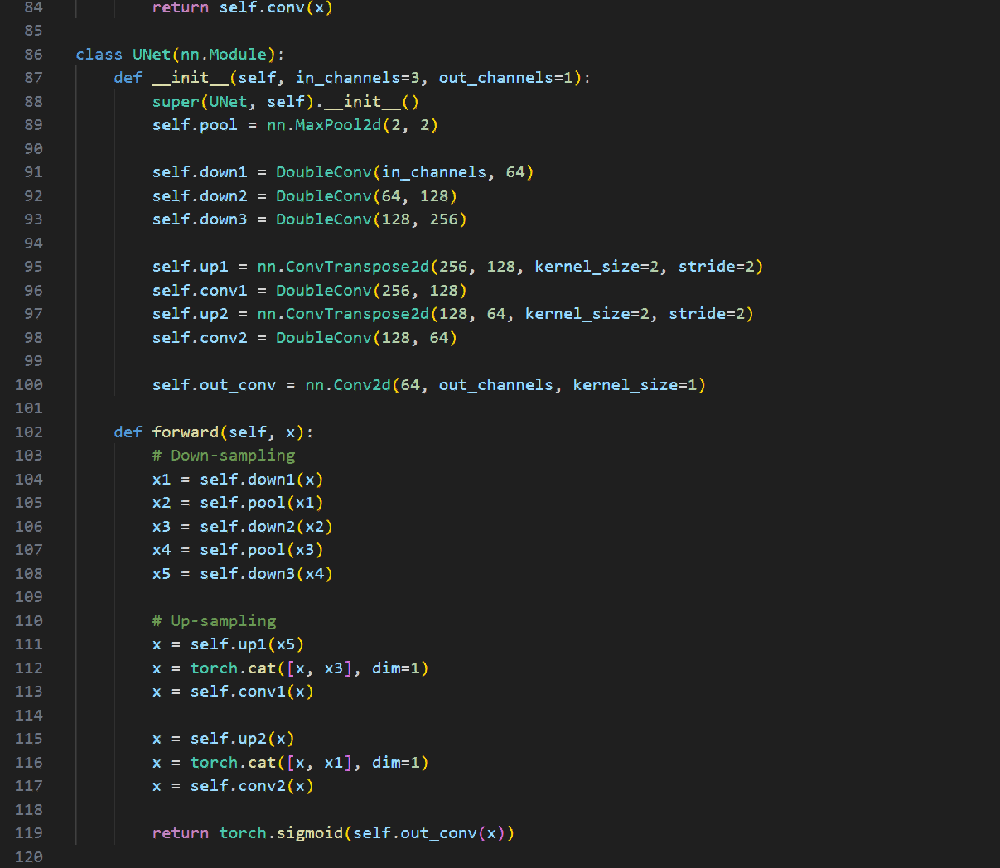 84 return self.conv(x)
85
86 class UNet(nn.Module):
87 def __init__(self, in_channels=3, out_channels=1):
88 super(UNet, self).__init__()
89 self.pool = nn.MaxPool2d(2, 2)
90
91 self.down1 = DoubleConv(in_channels, 64)
92 self.down2 = DoubleConv(64, 128)
93 self.down3 = DoubleConv(128, 256)
94
95 self.up1 = nn.ConvTranspose2d(256, 128, kernel_size=2, stride=2)
96 self.conv1 = DoubleConv(256, 128)
97 self.up2 = nn.ConvTranspose2d(128, 64, kernel_size=2, stride=2)
98 self.conv2 = DoubleConv(128, 64)
99
100 self.out_conv = nn.Conv2d(64, out_channels, kernel_size=1)
101
102 def forward(self, x):
103 # Down-sampling
104 x1 = self.down1(x)
105 x2 = self.pool(x1)
106 x3 = self.down2(x2)
107 x4 = self.pool(x3)
108 x5 = self.down3(x4)
109
110 # Up-sampling
111 x = self.up1(x5)
112 x = torch.cat([x, x3], dim=1)
113 x = self.conv1(x)
114
115 x = self.up2(x)
116 x = torch.cat([x, x1], dim=1)
117 x = self.conv2(x)
118
119 return torch.sigmoid(self.out_conv(x))
120